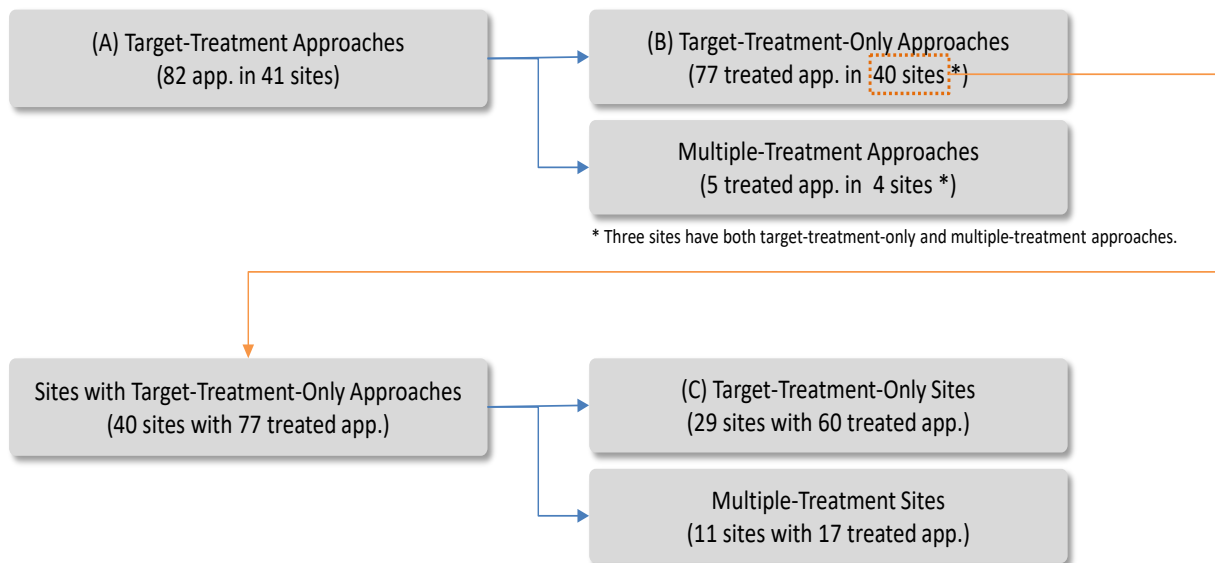 (A) Target-Treatment Approaches
(82 app. in 41 sites)
(B) Target-Treatment-Only Approaches
(77 treated app. in 40 sites *)
Multiple-Treatment Approaches
(5 treated app. in 4 sites *)
* Three sites have both target-treatment-only and multiple-treatment approaches.
Sites with Target-Treatment-Only Approaches
(40 sites with 77 treated app.)
(C) Target-Treatment-Only Sites
(29 sites with 60 treated app.)
Multiple-Treatment Sites
(11 sites with 17 treated app.)